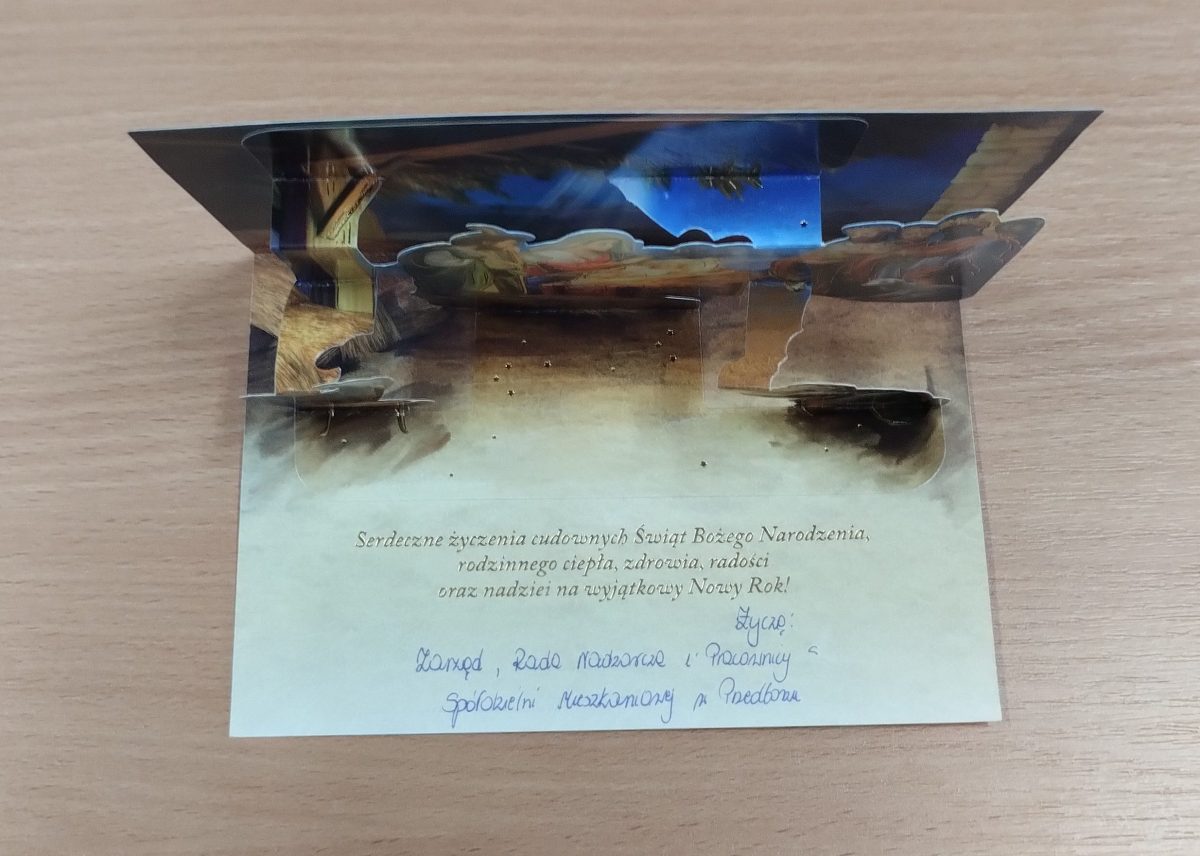 Serdeczne życzenia cudownych Świąt Bożego Narodzenia,
rodzinnego ciepła, zdrowia, radości
oraz nadziei na wyjątkowy Nowy Rok!
Życzą:
Zarząd, Rada Nadzorcza i Pracownicy
Spółdzielni Mieszkaniowej w Przedborzu